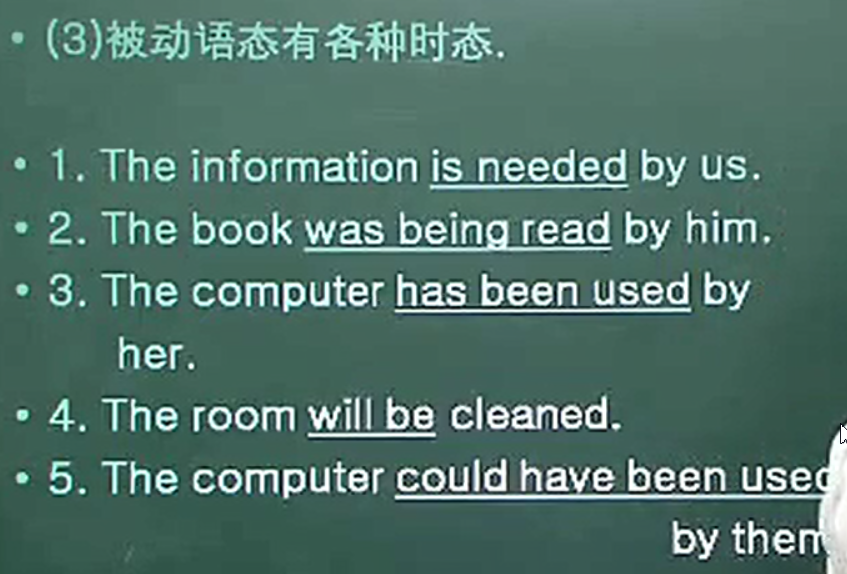 • (3)被动语态有各种时态.
• 1. The information is needed by us.
• 2. The book was being read by him.
• 3. The computer has been used by
her.
• 4. The room will be cleaned.
• 5. The computer could have been used
by them